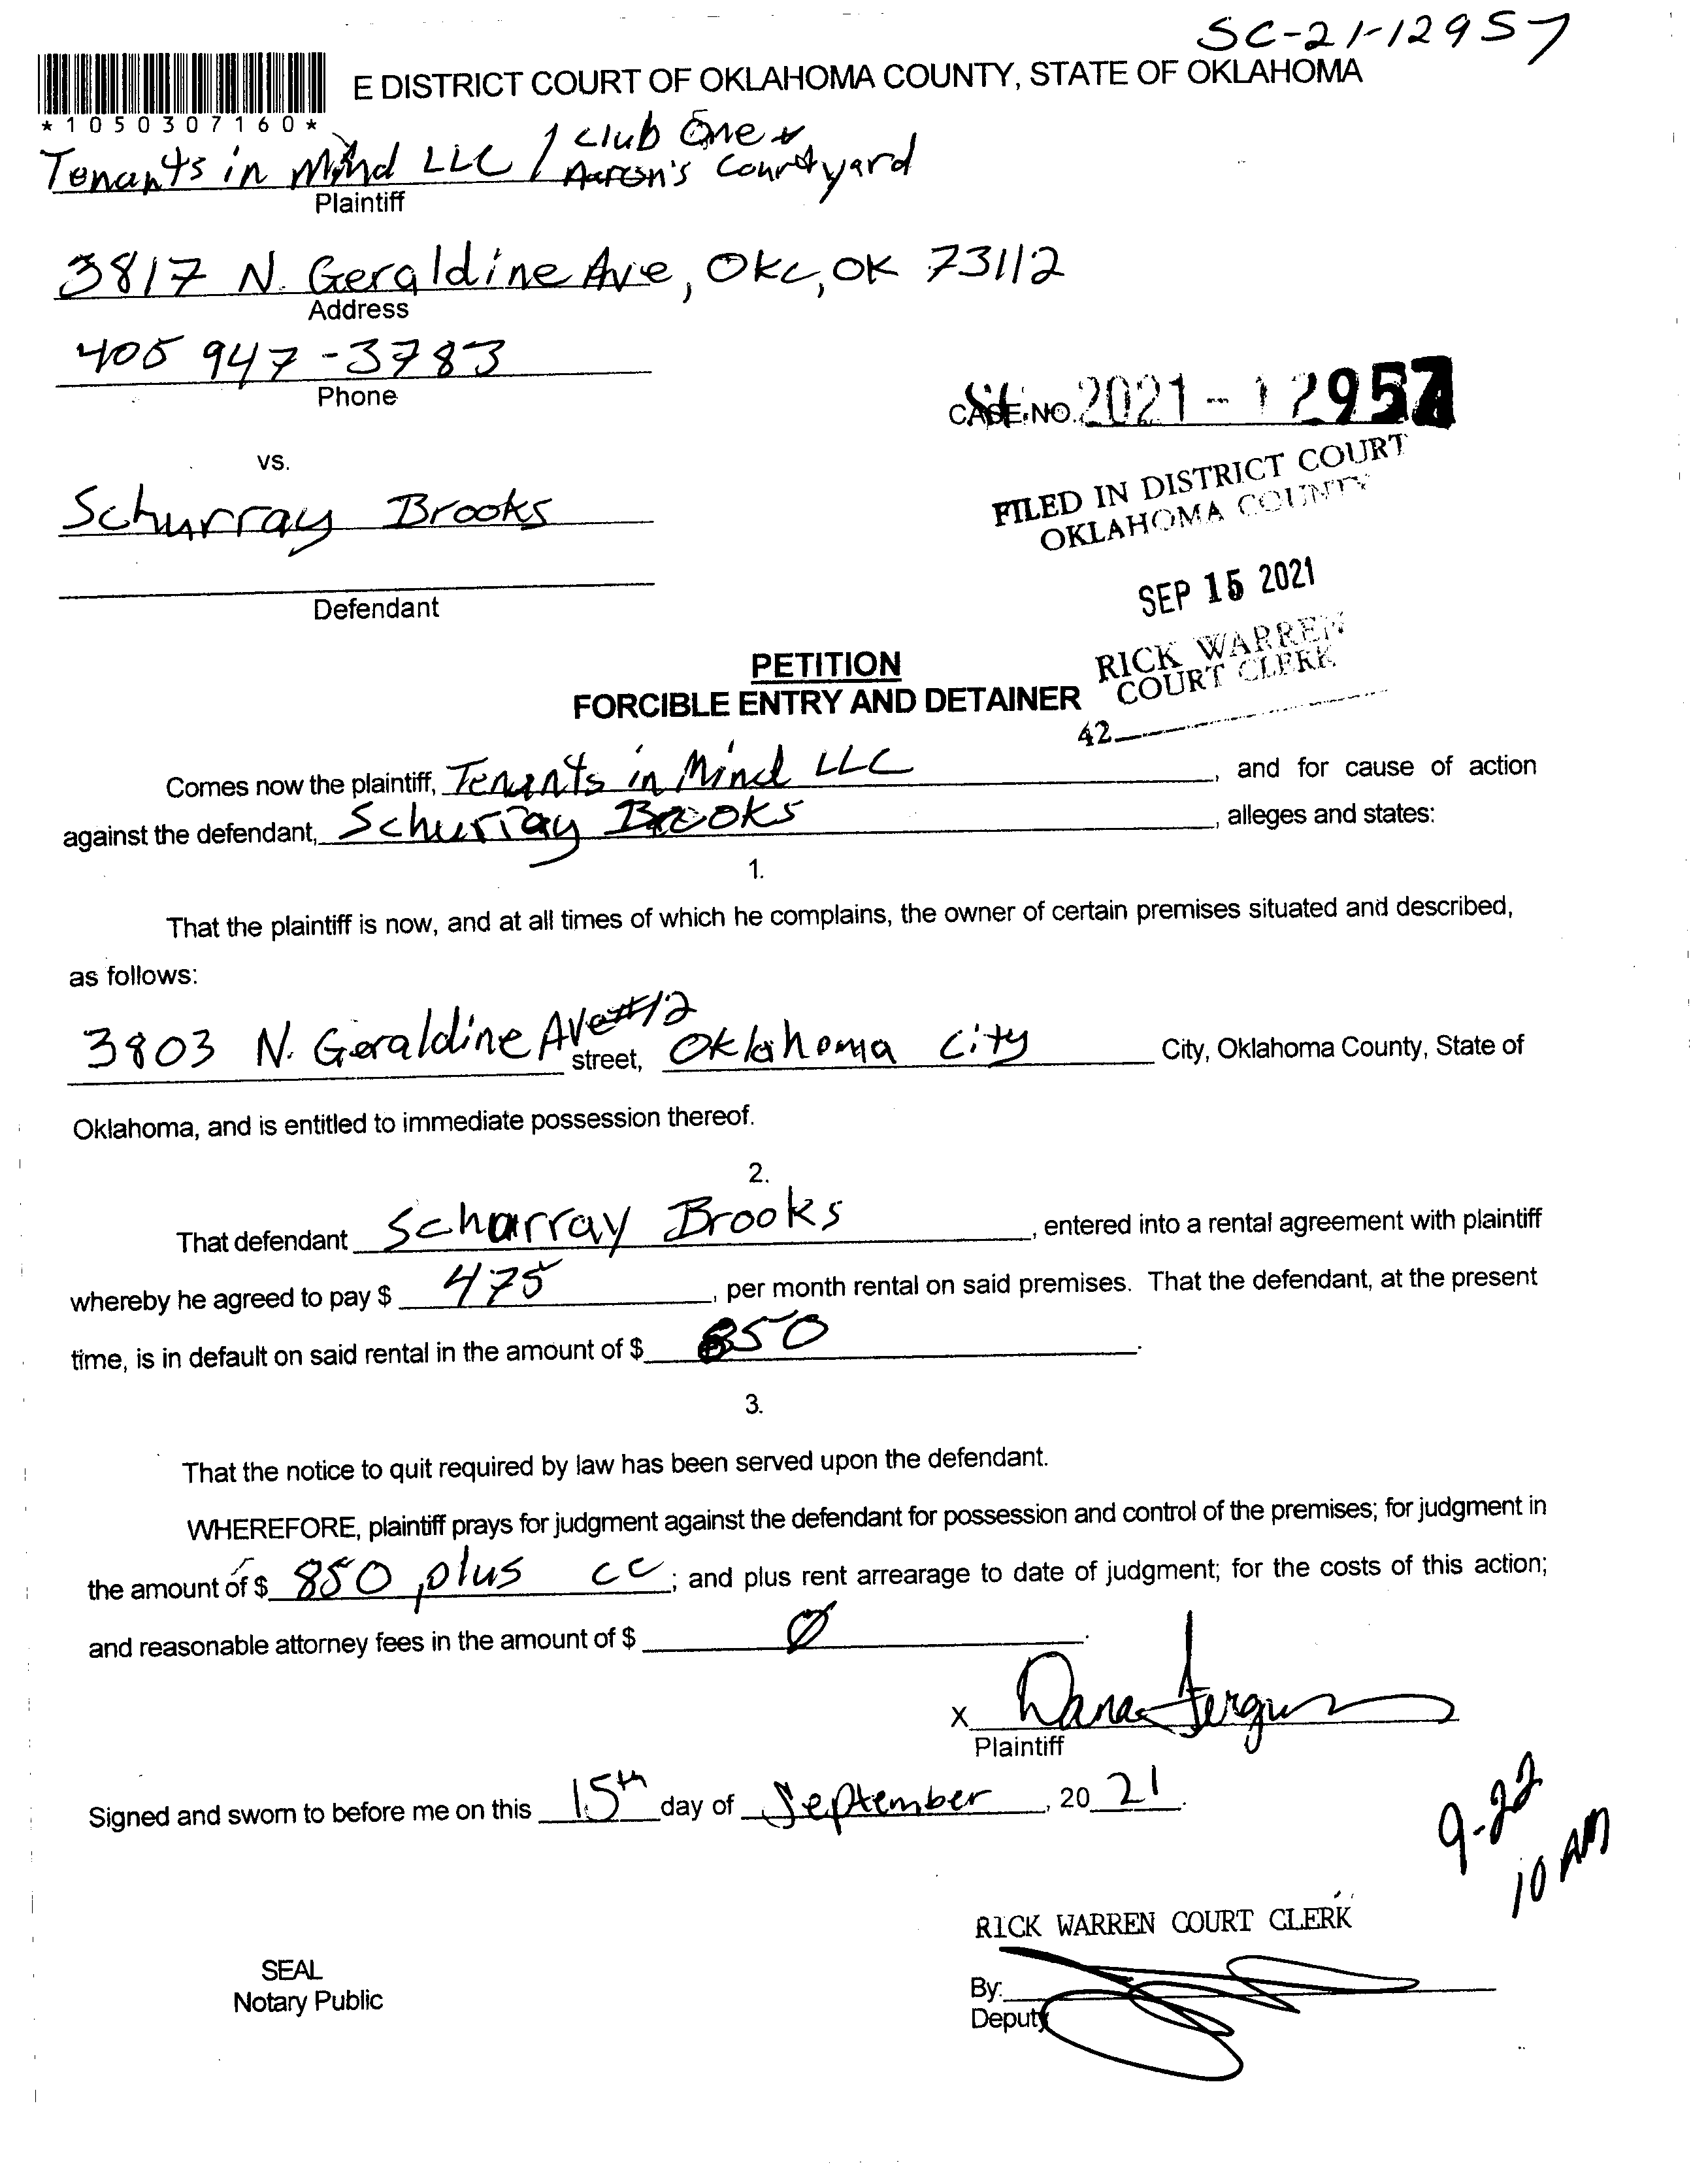 SC-21-12957
E DISTRICT COURT OF OKLAHOMA COUNTY, STATE OF OKLAHOMA
*1050307160*
Tenants in Mind LLC / Club One &
Aaron's Courtyard
Plaintiff
3817 N. Geraldine Ave, OKC, OK 73112
Address
405 947-3783
Phone
CASE NO. 2021-12957
vs.
Schurray Brooks
FILED IN DISTRICT COURT
OKLAHOMA COUNTY
SEP 15 2021
Defendant
RICK WARREN
COURT CLERK
42
PETITION
FORCIBLE ENTRY AND DETAINER
Comes now the plaintiff, Tenants in Mind LLC, and for cause of action
against the defendant, Schurray Brooks, alleges and states:
1.
That the plaintiff is now, and at all times of which he complains, the owner of certain premises situated and described,
as follows:
3803 N. Geraldine Ave #12 street, Oklahoma City City, Oklahoma County, State of
Oklahoma, and is entitled to immediate possession thereof.
2.
That defendant Scharray Brooks, entered into a rental agreement with plaintiff
whereby he agreed to pay $ 475, per month rental on said premises. That the defendant, at the present
time, is in default on said rental in the amount of $ 850.
3.
That the notice to quit required by law has been served upon the defendant.
WHEREFORE, plaintiff prays for judgment against the defendant for possession and control of the premises; for judgment in
the amount of $ 850, plus cc; and plus rent arrearage to date of judgment; for the costs of this action;
and reasonable attorney fees in the amount of $ Ø.
X Dana Ferguson
Plaintiff
Signed and sworn to before me on this 15th day of September, 20 21.
9-22
10 AM
RICK WARREN COURT CLERK
SEAL
Notary Public
By:
Deputy